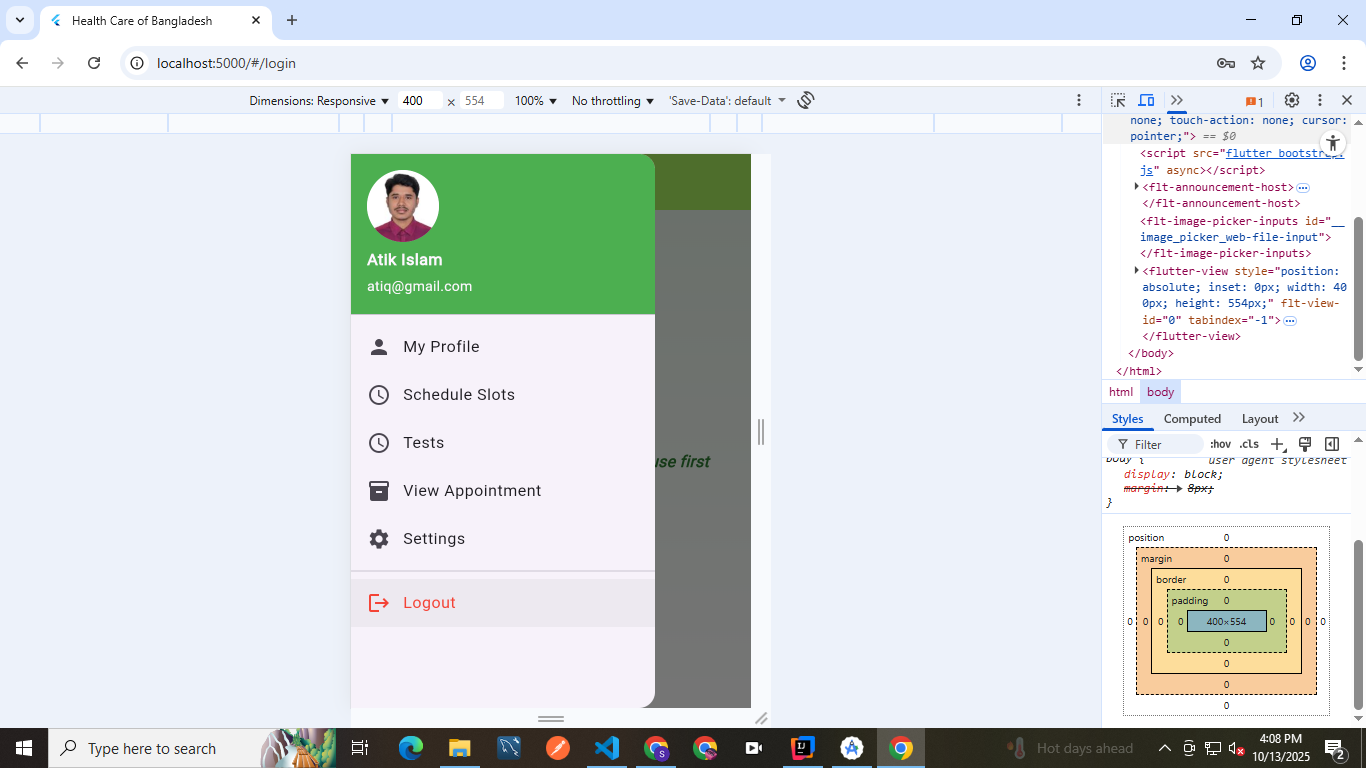 Health Care of Bangladesh
localhost:5000/#/login
Dimensions: Responsive 400 × 554 100% No throttling 'Save-Data': default
1
none; touch-action: none; cursor:
pointer;"> == $0
<script src="flutter_bootstrap.
js" async></script>
<flt-announcement-host>
</flt-announcement-host>
<flt-image-picker-inputs id="__
image_picker_web-file-input">
</flt-image-picker-inputs>
<flutter-view style="position:
absolute; inset: 0px; width: 40
0px; height: 554px;" flt-view-
id="0" tabindex="-1">
</flutter-view>
</body>
</html>
html body
Styles Computed Layout
Filter :hov .cls
body { user agent stylesheet
display: block;
margin: 8px;
}
position 0
margin 0
border 0
padding 0
0 0 0 0 400×554 0 0 0 0
0
0
0
0
Atik Islam
atiq@gmail.com
My Profile
Schedule Slots
Tests
View Appointment
Settings
Logout
use first
Type here to search
Hot days ahead
4:08 PM
10/13/2025
2